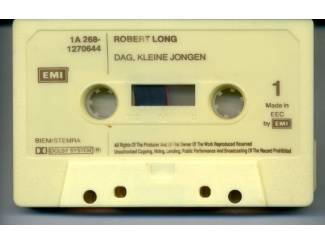 1A 268-
1270644
ROBERT LONG
DAG, KLEINE JONGEN
EMI
1
Made in
EEC
by EMI
BIEM/STEMRA
DOLBY SYSTEM
All Rights Of The Producer And Of The Owner Of The Work Reproduced Reserved
Unauthorised Copying, Hiring, Lending, Public Performance And Broadcasting Of The Record Prohibited